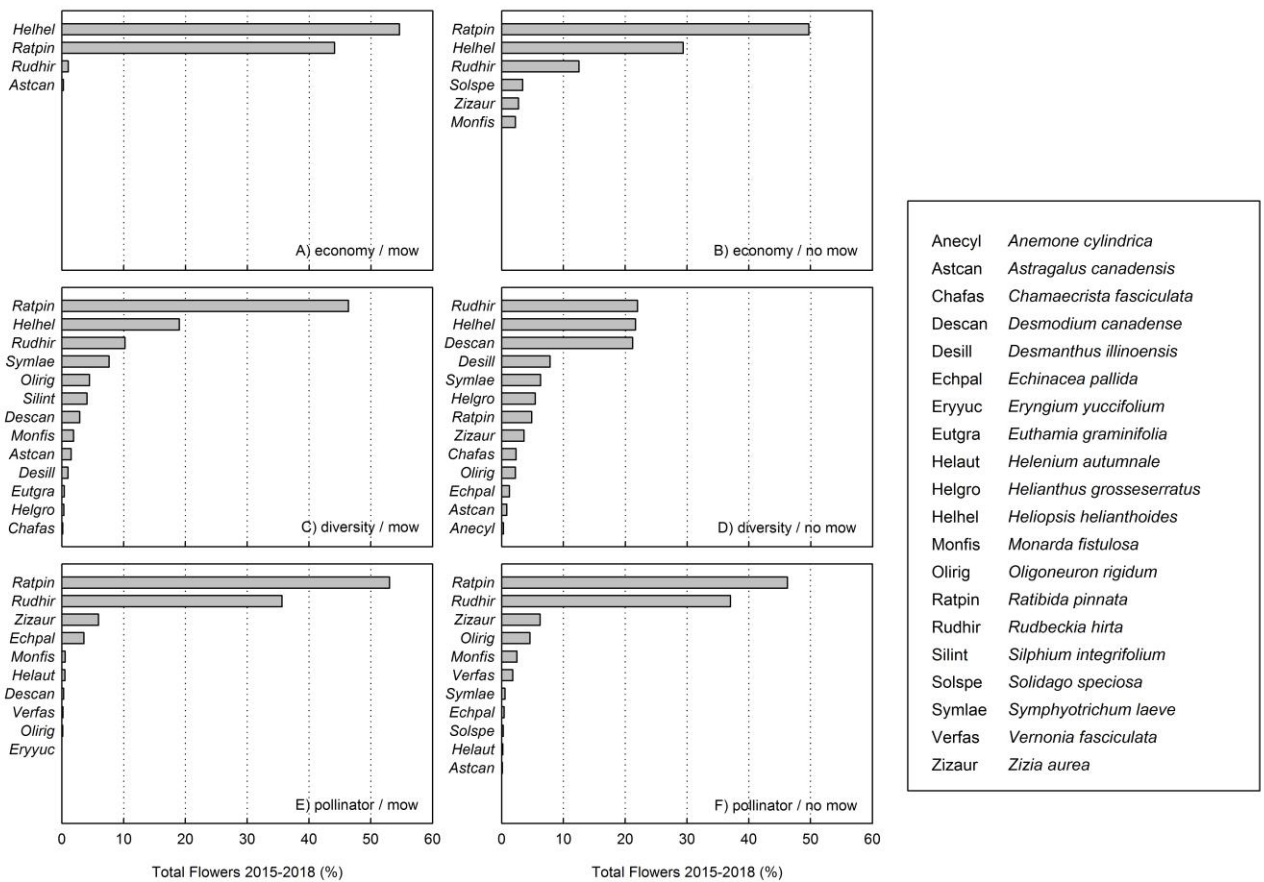 Helhel
Ratpin
Rudhir
Astcan
A) economy / mow
Ratpin
Helhel
Rudhir
Solspe
Zizaur
Monfis
B) economy / no mow
Ratpin
Helhel
Rudhir
Symlae
Olirig
Silint
Descan
Monfis
Astcan
Desill
Eutgra
Helgro
Chafas
C) diversity / mow
Rudhir
Helhel
Descan
Desill
Symlae
Helgro
Ratpin
Zizaur
Chafas
Olirig
Echpal
Astcan
Anecyl
D) diversity / no mow
Ratpin
Rudhir
Zizaur
Echpal
Monfis
Helaut
Descan
Verfas
Olirig
Eryyuc
E) pollinator / mow
0 10 20 30 40 50 60
Total Flowers 2015-2018 (%)
Ratpin
Rudhir
Zizaur
Olirig
Monfis
Verfas
Symlae
Echpal
Solspe
Helaut
Astcan
F) pollinator / no mow
0 10 20 30 40 50 60
Total Flowers 2015-2018 (%)
Anecyl Anemone cylindrica
Astcan Astragalus canadensis
Chafas Chamaecrista fasciculata
Descan Desmodium canadense
Desill Desmanthus illinoensis
Echpal Echinacea pallida
Eryyuc Eryngium yuccifolium
Eutgra Euthamia graminifolia
Helaut Helenium autumnale
Helgro Helianthus grosseserratus
Helhel Heliopsis helianthoides
Monfis Monarda fistulosa
Olirig Oligoneuron rigidum
Ratpin Ratibida pinnata
Rudhir Rudbeckia hirta
Silint Silphium integrifolium
Solspe Solidago speciosa
Symlae Symphyotrichum laeve
Verfas Vernonia fasciculata
Zizaur Zizia aurea